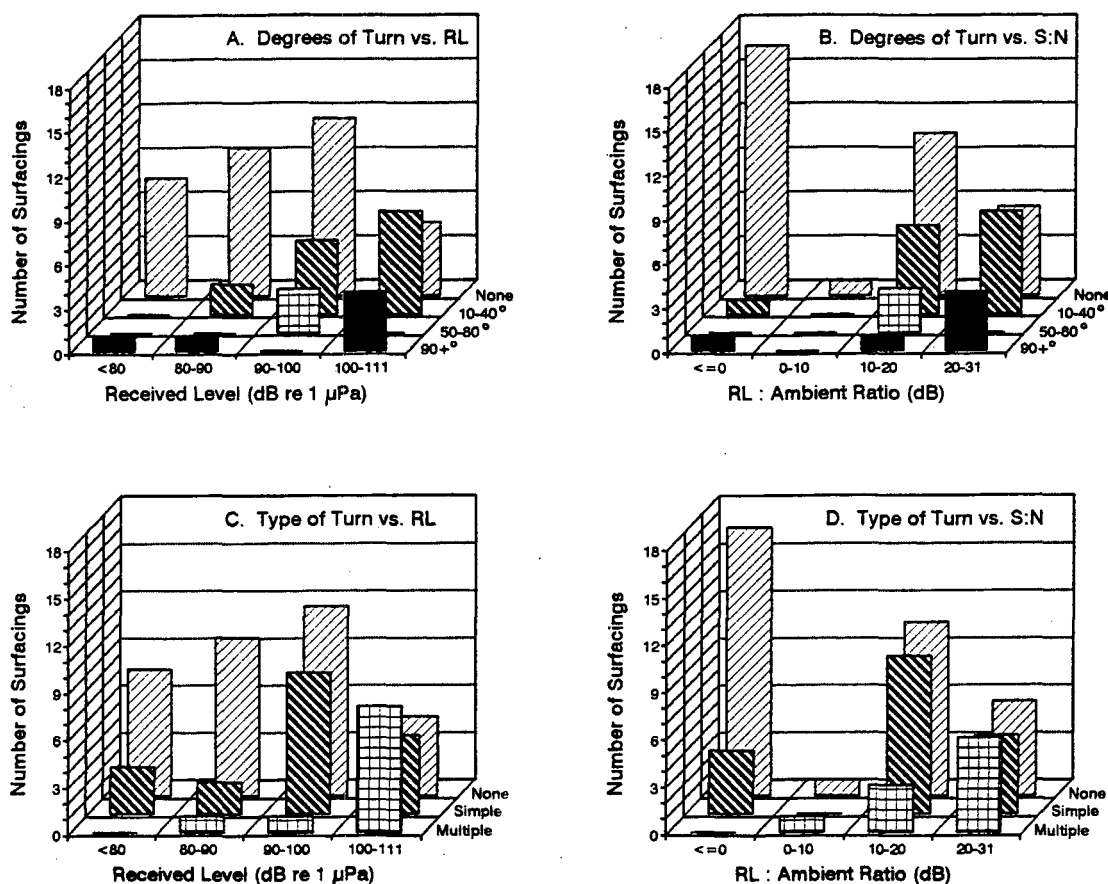 A. Degrees of Turn vs. RL
Number of Surfacings
18
15
12
9
6
3
0
<80
80-90
90-100
100-111
None
10-40°
50-80°
90+°
Received Level (dB re 1 µPa)
B. Degrees of Turn vs. S:N
Number of Surfacings
18
15
12
9
6
3
0
<=0
0-10
10-20
20-31
None
10-40°
50-80°
90+°
RL : Ambient Ratio (dB)
C. Type of Turn vs. RL
Number of Surfacings
18
15
12
9
6
3
0
<80
80-90
90-100
100-111
None
Simple
Multiple
Received Level (dB re 1 µPa)
D. Type of Turn vs. S:N
Number of Surfacings
18
15
12
9
6
3
0
<=0
0-10
10-20
20-31
None
Simple
Multiple
RL : Ambient Ratio (dB)